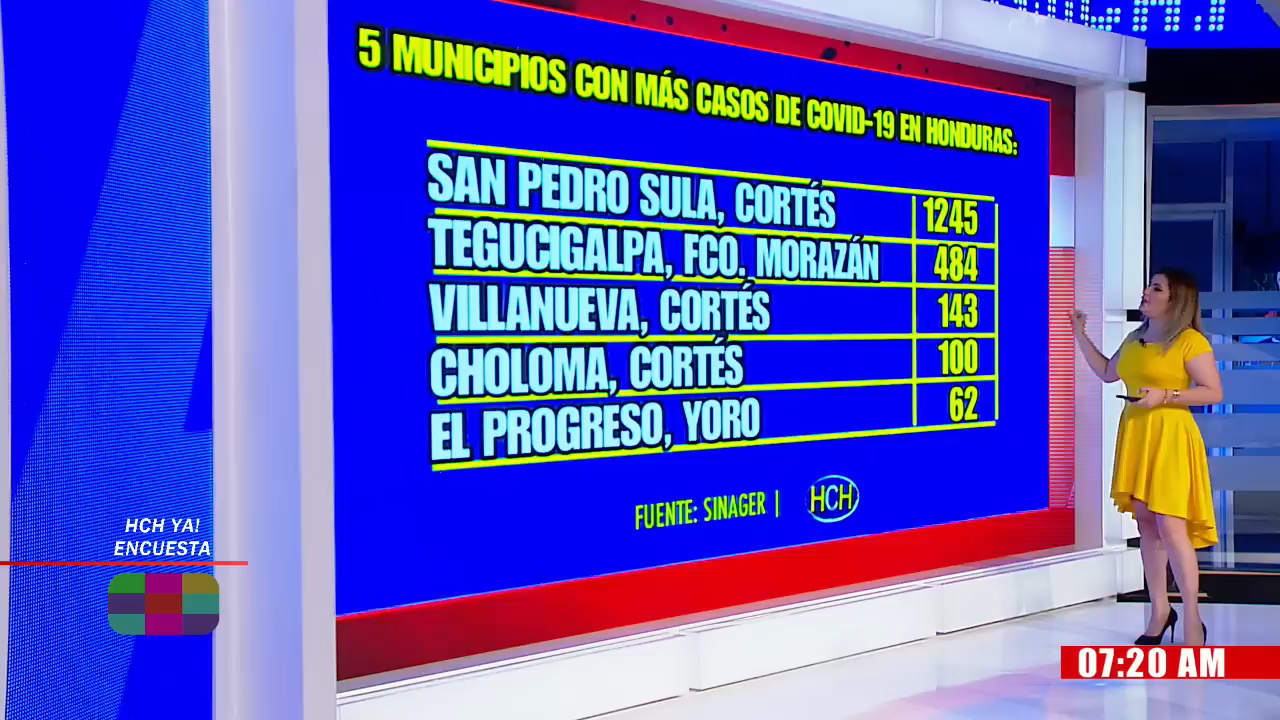 5 MUNICIPIOS CON MÁS CASOS DE COVID-19 EN HONDURAS:
SAN PEDRO SULA, CORTÉS 1245
TEGUCIGALPA, FCO. MORAZÁN 484
VILLANUEVA, CORTÉS 143
CHOLOMA, CORTÉS 100
EL PROGRESO, YORO 62
FUENTE: SINAGER | HCH
HCH YA!
ENCUESTA
07:20 AM